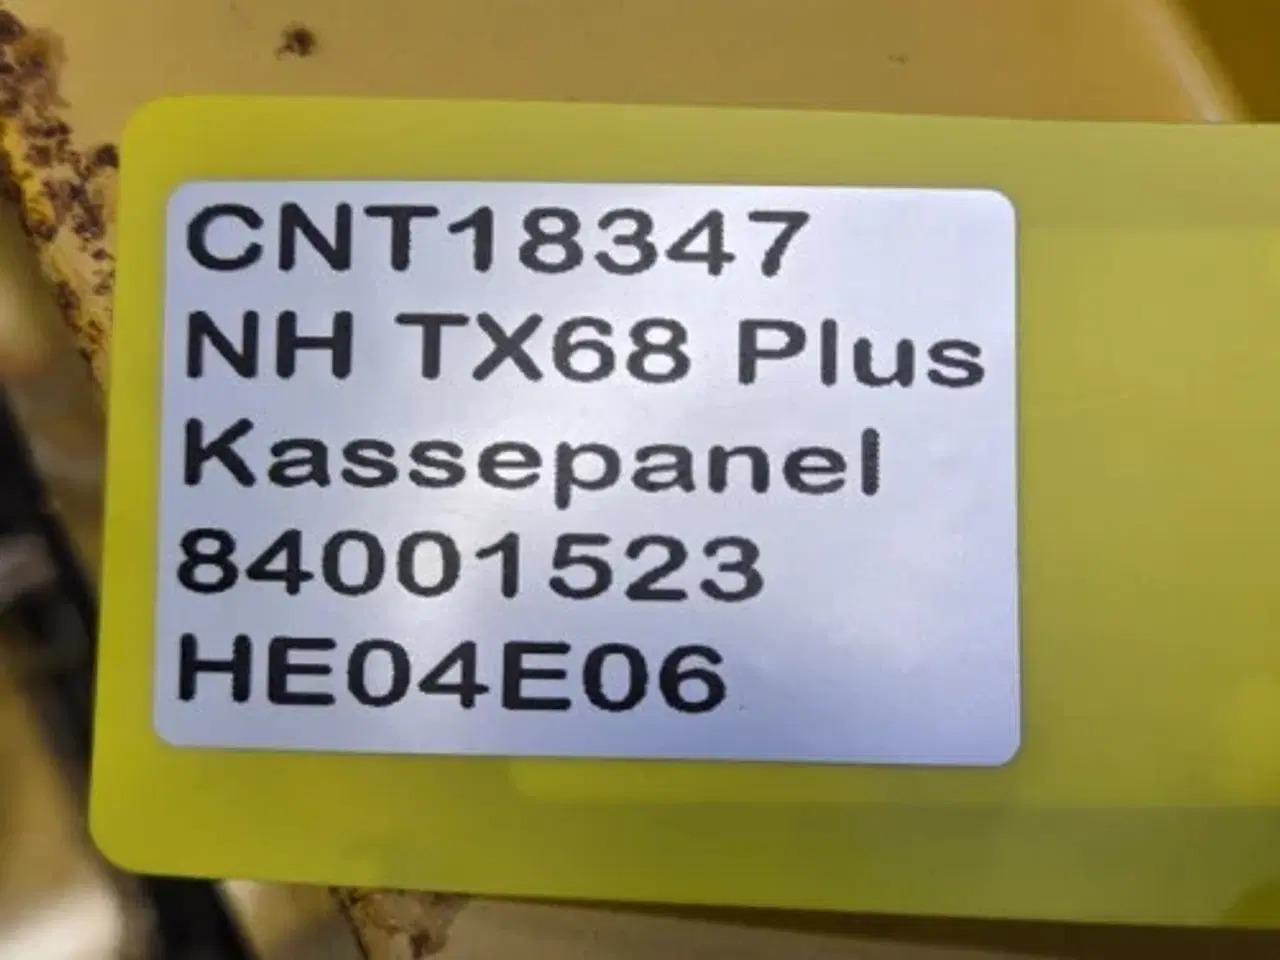 CNT18347
NH TX68 Plus
Kassepanel
84001523
HE04E06